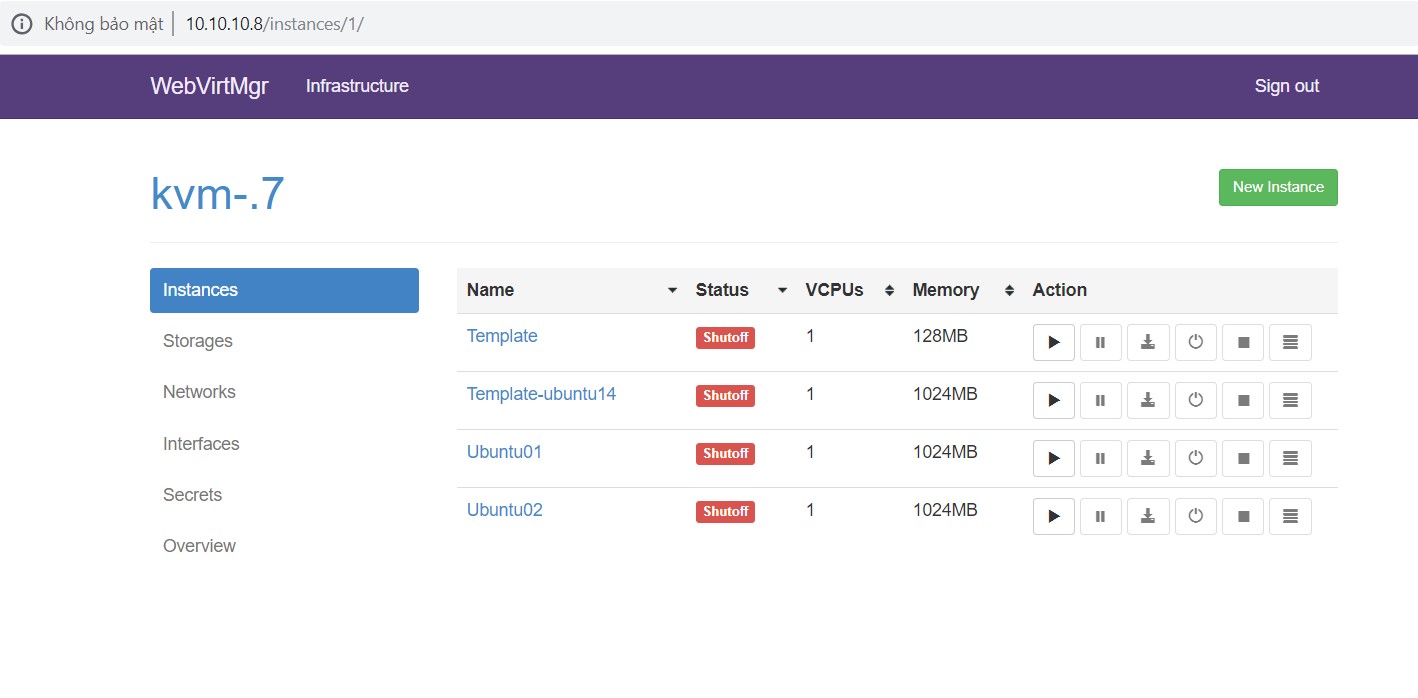 Không bảo mật 10.10.10.8/instances/1/
WebVirtMgr Infrastructure Sign out
kvm-.7 New Instance
Instances
Storages
Networks
Interfaces
Secrets
Overview
Name Status VCPUs Memory Action
Template Shutoff 1 128MB
Template-ubuntu14 Shutoff 1 1024MB
Ubuntu01 Shutoff 1 1024MB
Ubuntu02 Shutoff 1 1024MB